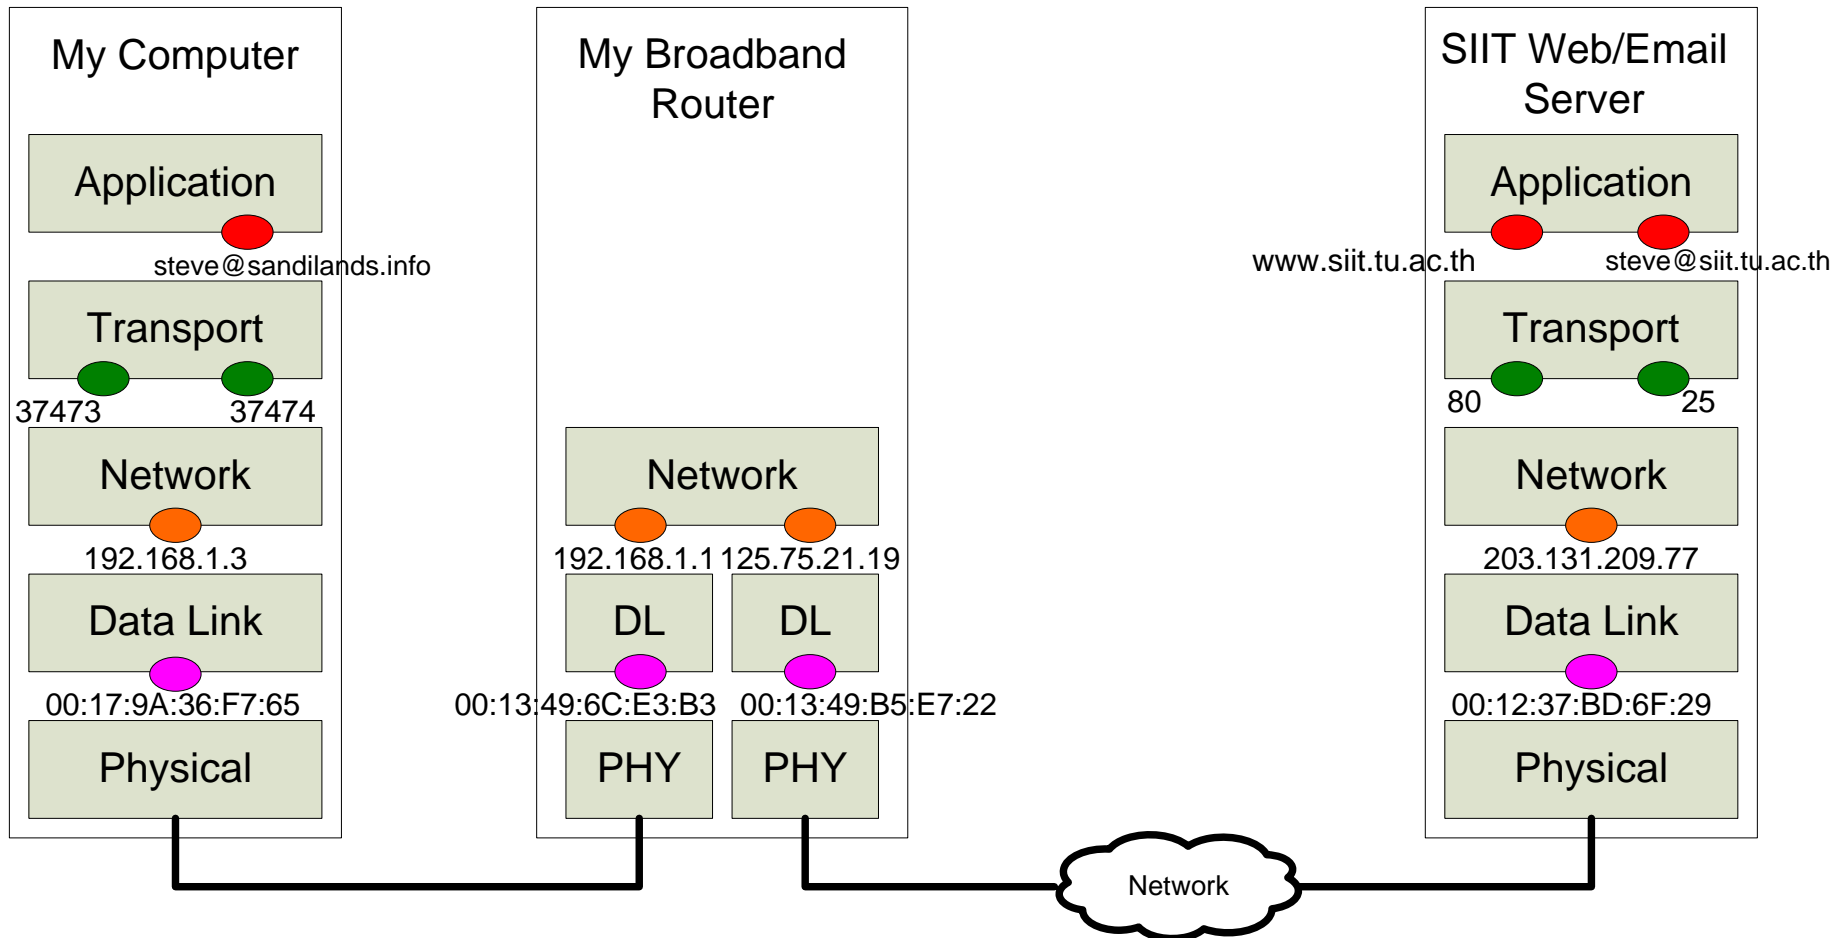 My Computer
Application
steve@sandilands.info
Transport
37473 37474
Network
192.168.1.3
Data Link
00:17:9A:36:F7:65
Physical
My Broadband
Router
Network
192.168.1.1 125.75.21.19
DL DL
00:13:49:6C:E3:B3 00:13:49:B5:E7:22
PHY PHY
Network
SIIT Web/Email
Server
Application
www.siit.tu.ac.th steve@siit.tu.ac.th
Transport
80 25
Network
203.131.209.77
Data Link
00:12:37:BD:6F:29
Physical